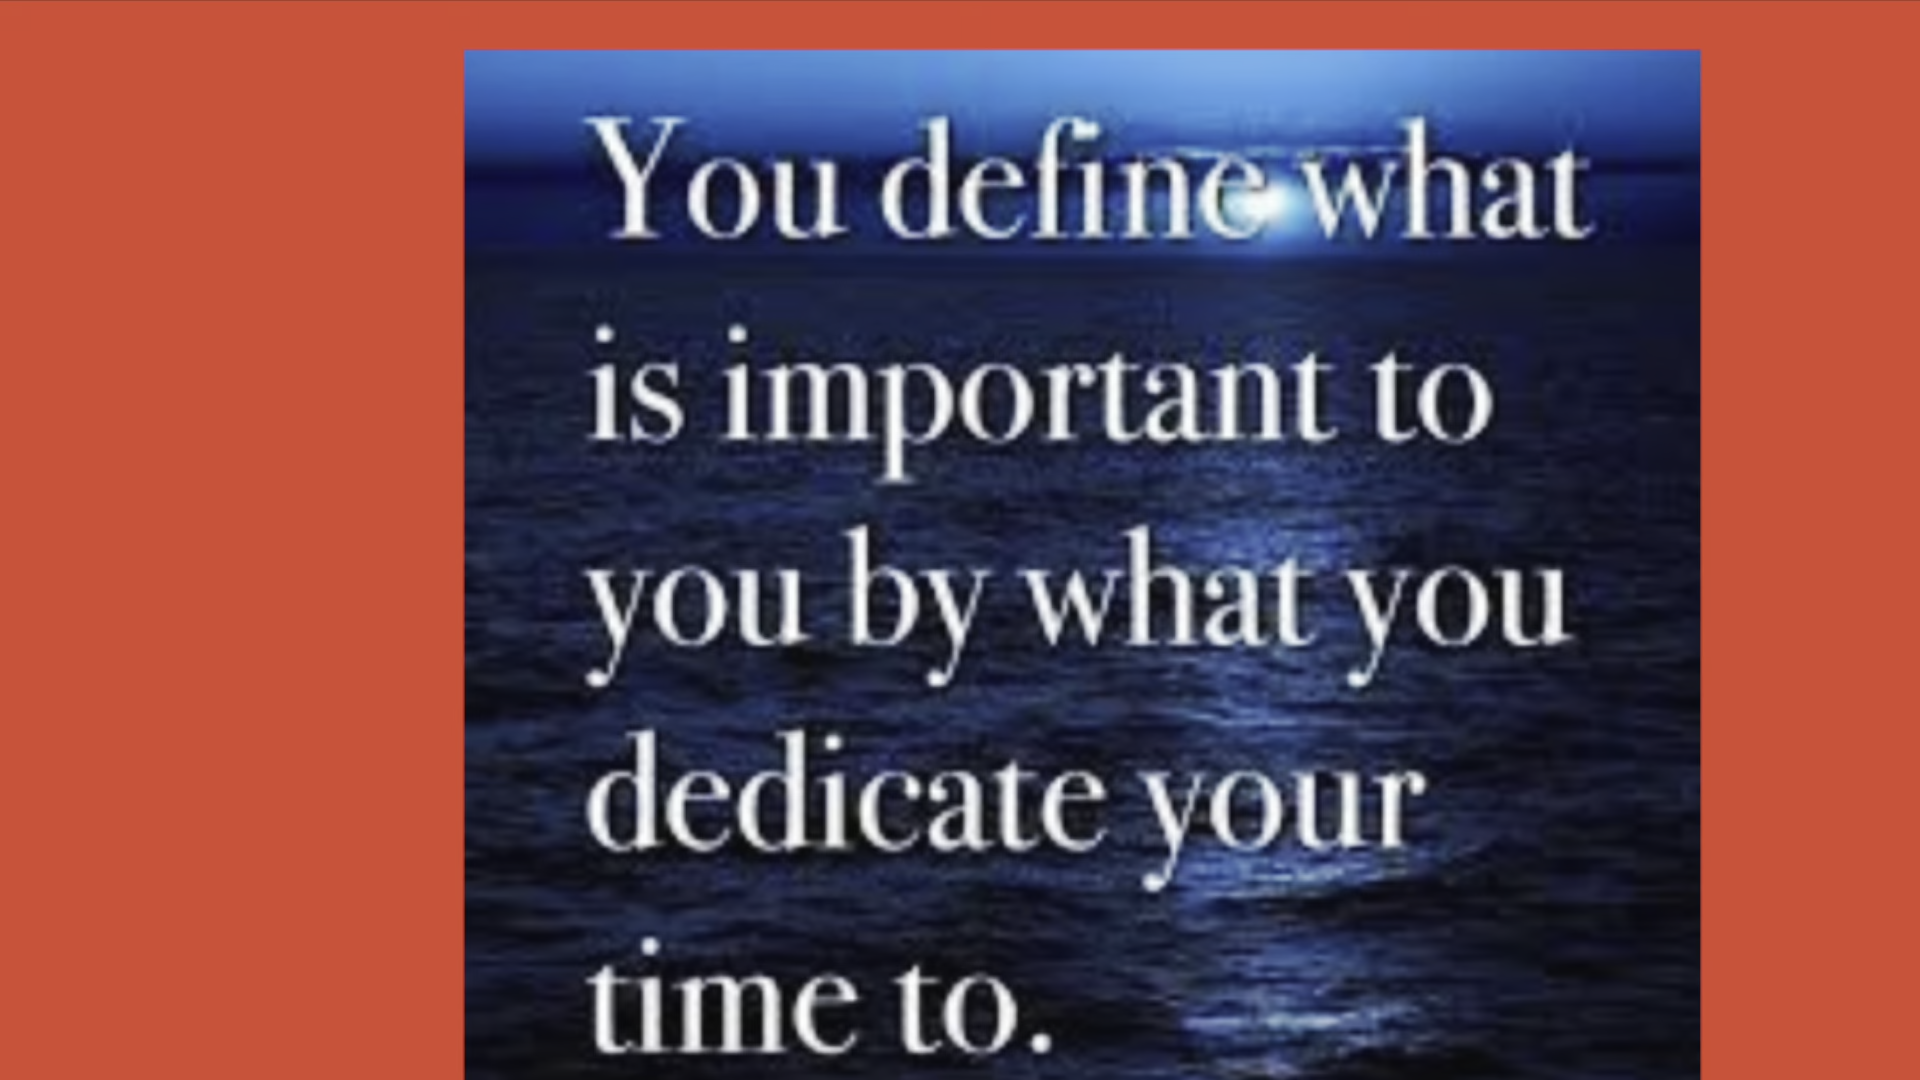 You define what
is important to
you by what you
dedicate your
time to.